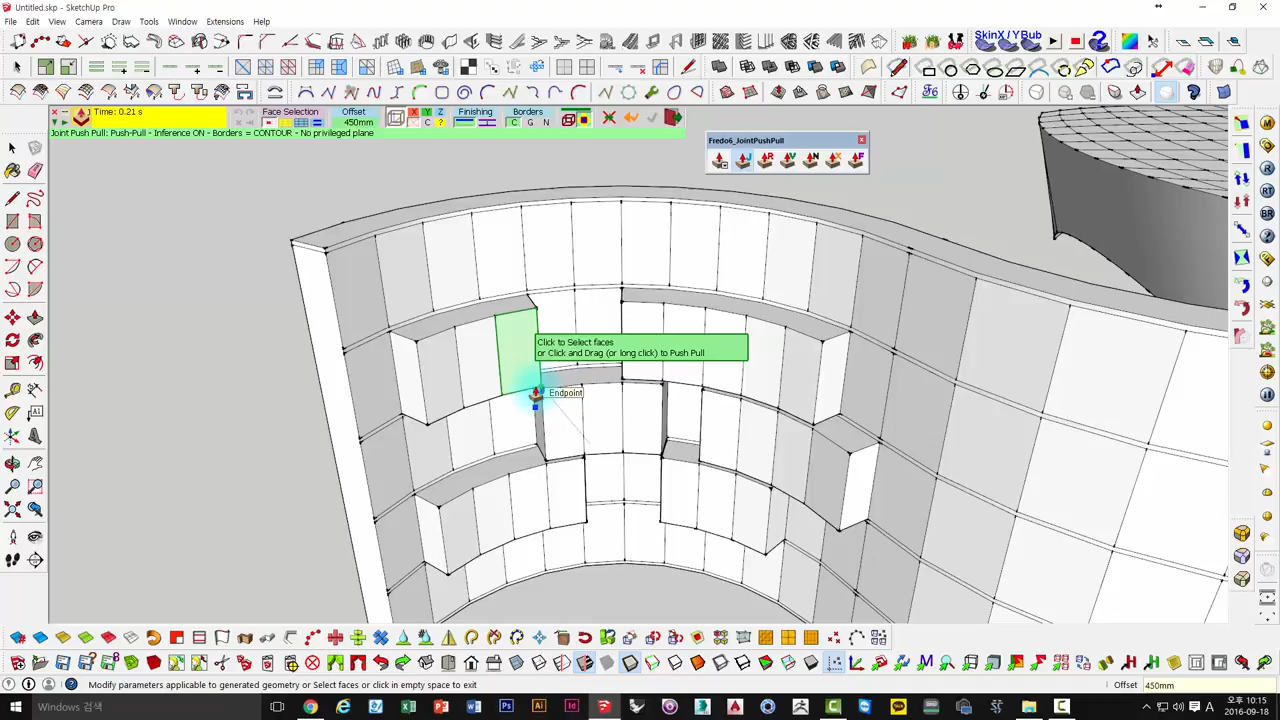 Untitled.skp - SketchUp Pro
File Edit View Camera Draw Tools Window Extensions Help
SkinX / YBub
Time: 0.21 s
Face Selection
Offset
450mm
X Y Z
C ?
Finishing
Borders
C G N
Joint Push Pull: Push-Pull - Inference ON - Borders = CONTOUR - No privileged plane
Fredo6_JointPushPull
J R V N X F
Click to Select faces
or Click and Drag (or long click) to Push Pull
Endpoint
Modify parameters applicable to generated geometry or Select faces or click in empty space to exit
Offset 450mm
Windows 검색
오후 10:15
2016-09-18